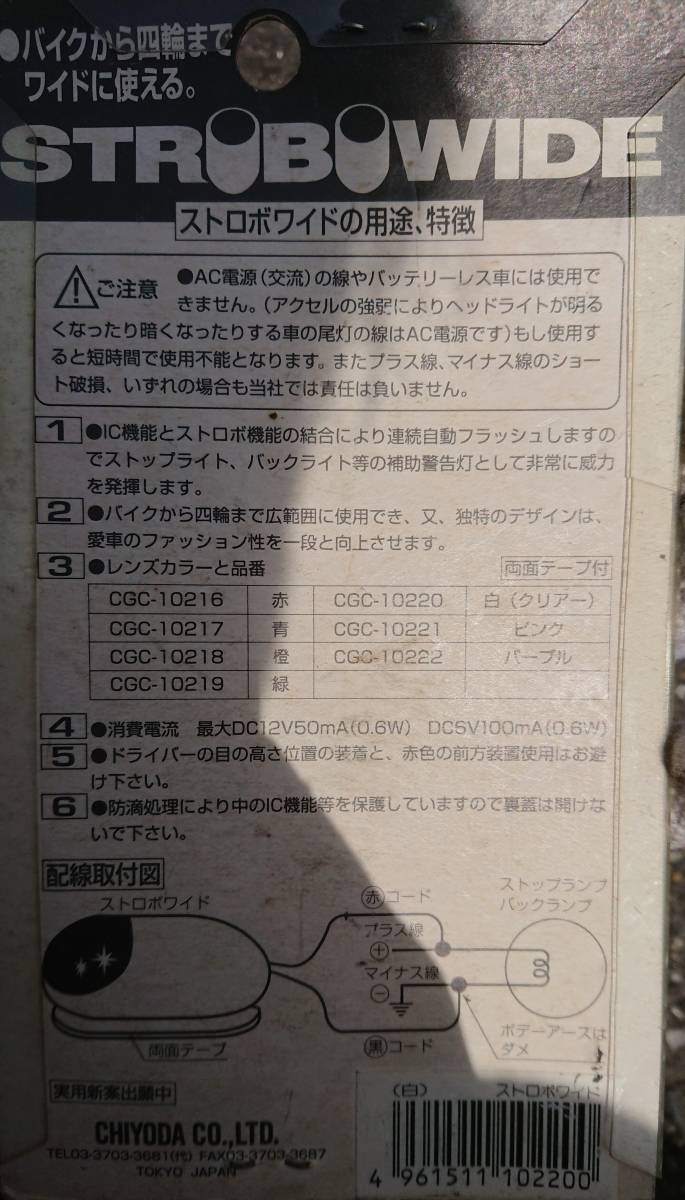 ●バイクから四輪まで
ワイドに使える。
STROBOWIDE
ストロボワイドの用途、特徴
ご注意 ●AC電源(交流)の線やバッテリーレス車には使用で
きません。(アクセルの強弱によりヘッドライトが明る
くなったり暗くなったりする車の尾灯の線はAC電源です)もし使用す
ると短時間で使用不能となります。またプラス線、マイナス線のショー
ト破損、いずれの場合も当社では責任は負いません。
1 ●IC機能とストロボ機能の結合により連続自動フラッシュしますの
でストップライト、バックライト等の補助警告灯として非常に威力
を発揮します。
2 ●バイクから四輪まで広範囲に使用でき、又、独特のデザインは、
愛車のファッション性を一段と向上させます。
3 ●レンズカラーと品番 両面テープ付
CGC-10216 赤 CGC-10220 白(クリアー)
CGC-10217 青 CGC-10221 ピンク
CGC-10218 橙 CGC-10222 パープル
CGC-10219 緑
4 ●消費電流 最大DC12V50mA(0.6W) DC6V100mA(0.6W)
5 ●ドライバーの目の高さ位置の装着と、赤色の前方装置使用はお避
け下さい。
6 ●防滴処理により中のIC機能等を保護していますので裏蓋は開けな
いで下さい。
配線取付図
ストロボワイド
赤コード
プラス線
⊕
マイナス線
⊖
黒コード
ストップランプ
バックランプ
ボデーアースは
ダメ
両面テープ
実用新案出願中
CHIYODA CO.,LTD.
TEL03-3703-3681(代) FAX03-3703-3687
TOKYO JAPAN
(白) ストロボワイド
4 961511 102200